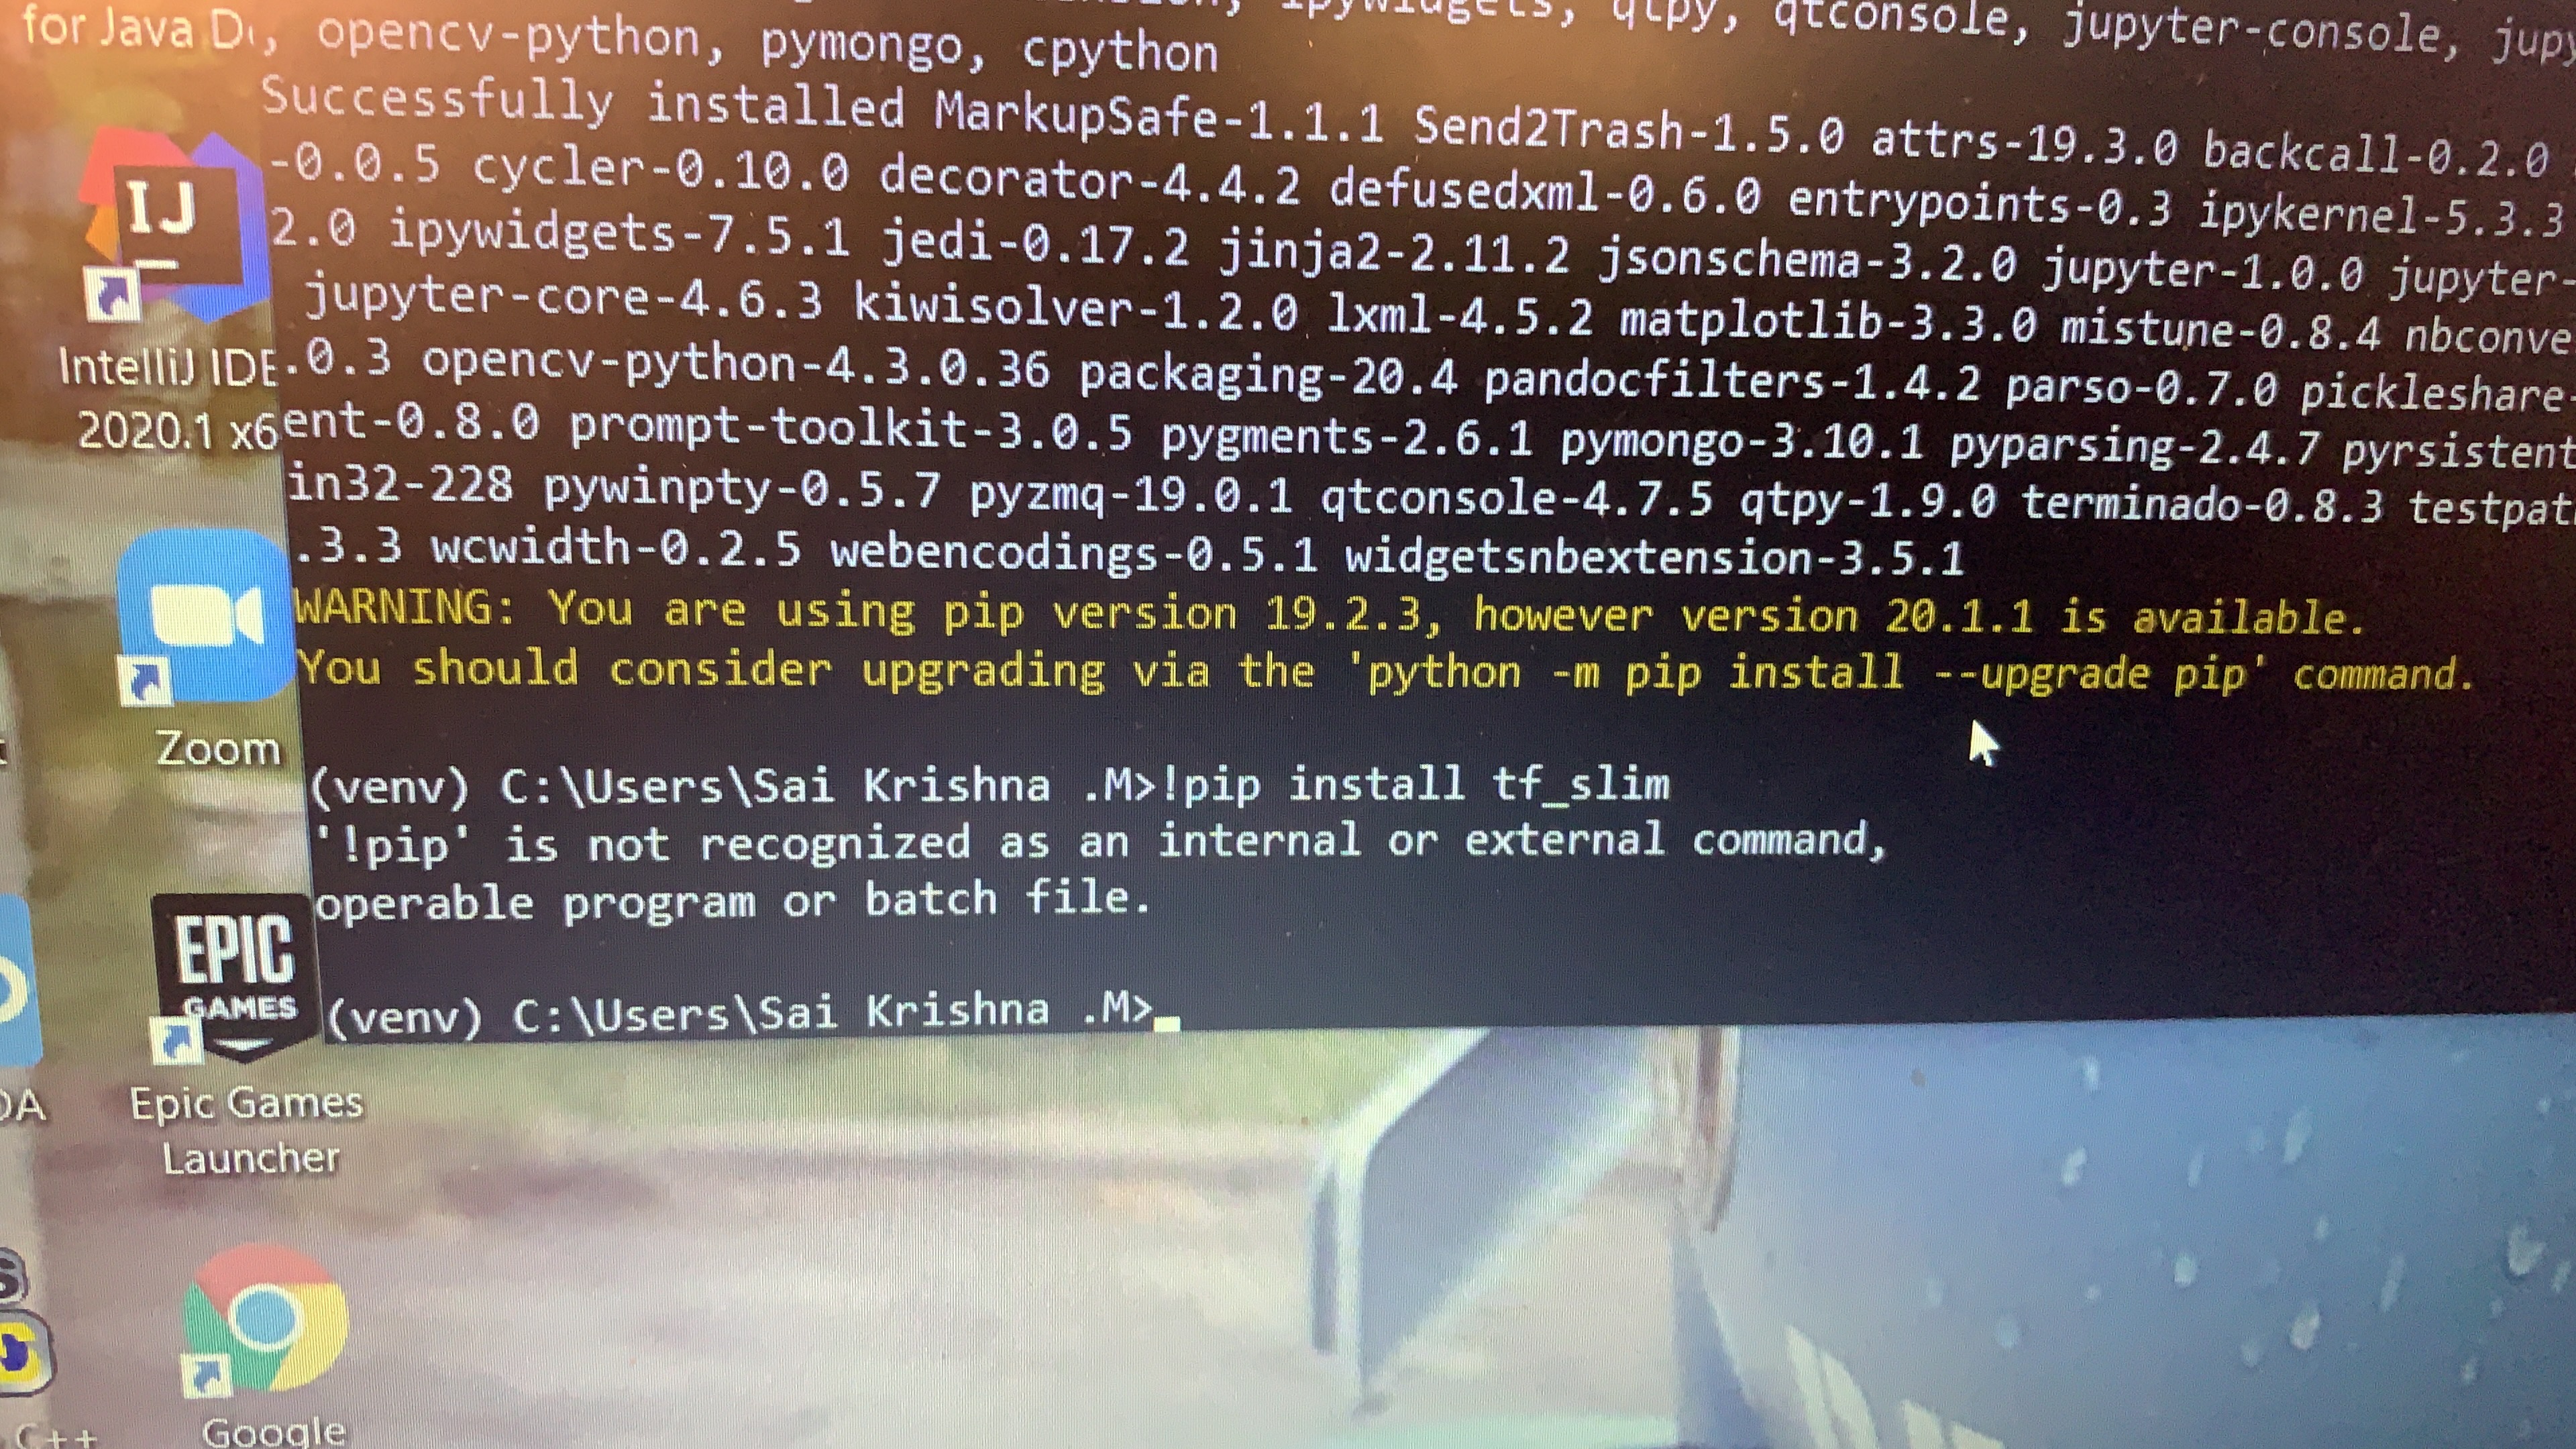 for Java D
, opencv-python, pymongo, cpython
ipywidgets, qtpy, qtconsole, jupyter-console,
Successfully installed MarkupSafe-1.1.1 Send2Trash-1.5.0 attrs-19.3.0 backcall-0.2.0
-0.0.5 cycler-0.10.0 decorator-4.4.2 defusedxml-0.6.0 entrypoints-0.3 ipykernel-5.3.3
2.0 ipywidgets-7.5.1 jedi-0.17.2 jinja2-2.11.2 jsonschema-3.2.0 jupyter-1.0.0 jupyter-
jupyter-core-4.6.3 kiwisolver-1.2.0 lxml-4.5.2 matplotlib-3.3.0 mistune-0.8.4 nbconve
.0.3 opencv-python-4.3.0.36 packaging-20.4 pandocfilters-1.4.2 parso-0.7.0 pickleshare
ent-0.8.0 prompt-toolkit-3.0.5 pygments-2.6.1 pymongo-3.10.1 pyparsing-2.4.7 pyrsistent
in32-228 pywinpty-0.5.7 pyzmq-19.0.1 qtconsole-4.7.5 qtpy-1.9.0 terminado-0.8.3 testpat
.3.3 wcwidth-0.2.5 webencodings-0.5.1 widgetsnbextension-3.5.1
WARNING: You are using pip version 19.2.3, however version 20.1.1 is available.
You should consider upgrading via the 'python -m pip install --upgrade pip' command.
(venv) C:\Users\Sai Krishna .M>!pip install tf_slim
'!pip' is not recognized as an internal or external command,
operable program or batch file.
(venv) C:\Users\Sai Krishna .M>
IJ
IntelliJ IDE
2020.1 x6
Zoom
EPIC
GAMES
Epic Games
Launcher
Google
C++